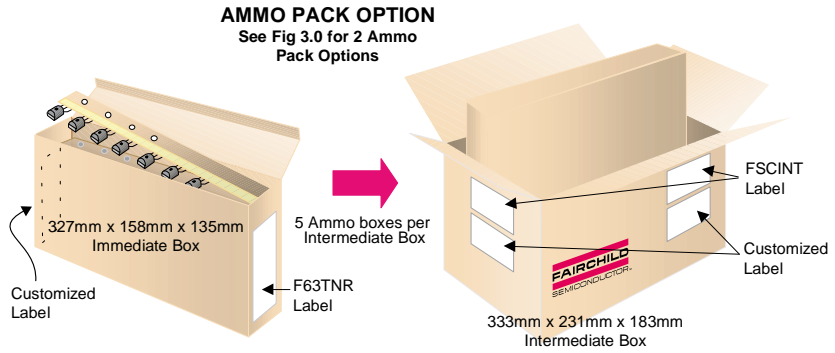 AMMO PACK OPTION
See Fig 3.0 for 2 Ammo
Pack Options
327mm x 158mm x 135mm
Immediate Box
Customized
Label
F63TNR
Label
5 Ammo boxes per
Intermediate Box
FSCINT
Label
Customized
Label
FAIRCHILD
SEMICONDUCTOR™
333mm x 231mm x 183mm
Intermediate Box